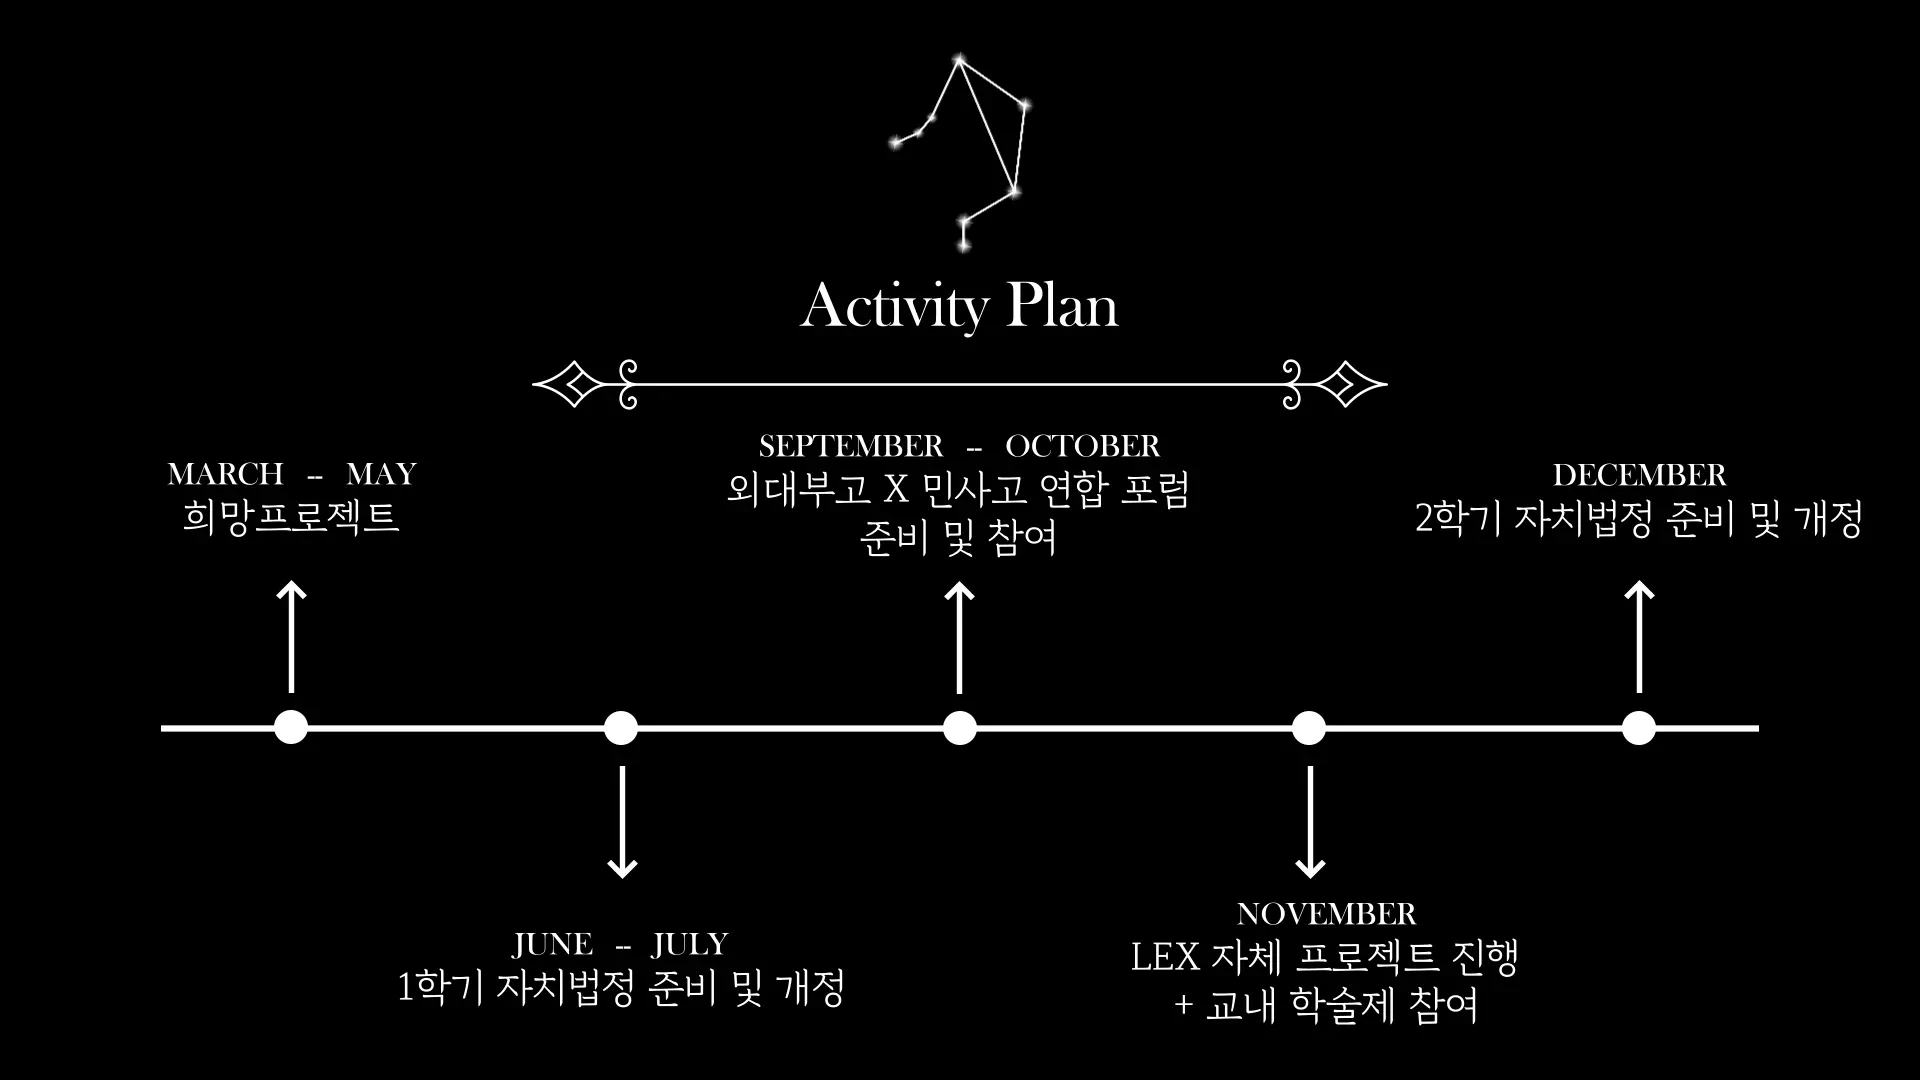 Activity Plan
MARCH -- MAY
희망프로젝트
JUNE -- JULY
1학기 자치법정 준비 및 개정
SEPTEMBER -- OCTOBER
외대부고 X 민사고 연합 포럼
준비 및 참여
NOVEMBER
LEX 자체 프로젝트 진행
+ 교내 학술제 참여
DECEMBER
2학기 자치법정 준비 및 개정